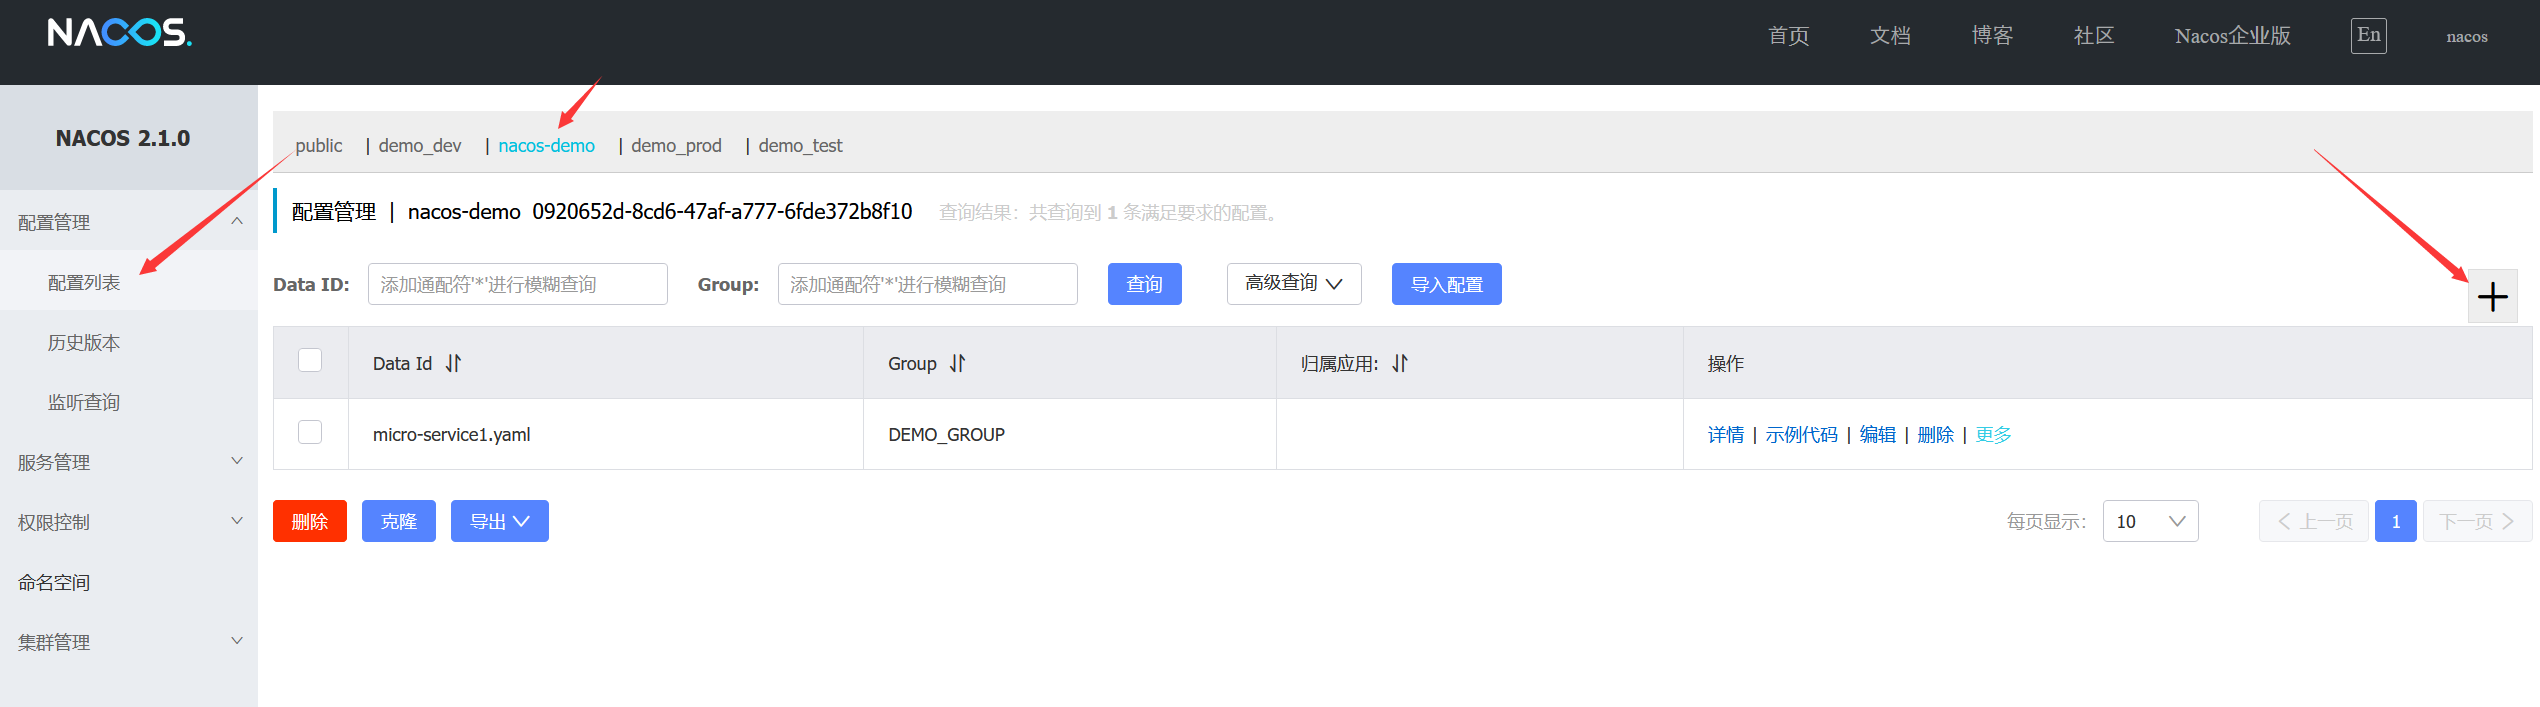 NACOS.
首页 文档 博客 社区 Nacos企业版 En nacos
NACOS 2.1.0
配置管理
配置列表
历史版本
监听查询
服务管理
权限控制
命名空间
集群管理
public | demo_dev | nacos-demo | demo_prod | demo_test
配置管理 | nacos-demo 0920652d-8cd6-47af-a777-6fde372b8f10 查询结果：共查询到 1 条满足要求的配置。
Data ID: 添加通配符'*'进行模糊查询 Group: 添加通配符'*'进行模糊查询 查询 高级查询 导入配置
Data Id Group 归属应用: 操作
micro-service1.yaml DEMO_GROUP 详情 | 示例代码 | 编辑 | 删除 | 更多
删除 克隆 导出 每页显示： 10 上一页 1 下一页